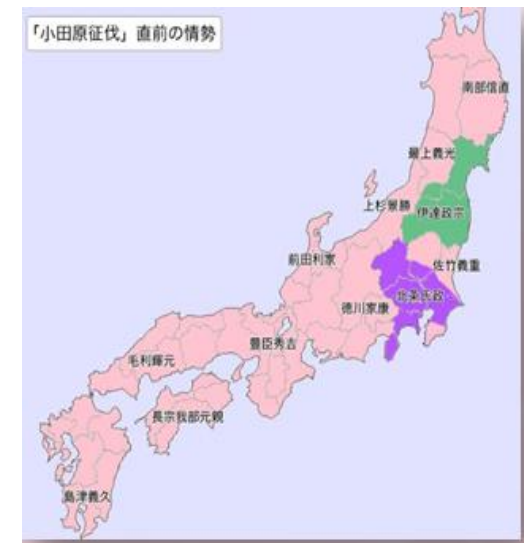 「小田原征伐」直前の情勢
南部信直
最上義光
上杉景勝
伊達政宗
前田利家
佐竹義重
北条氏政
徳川家康
豊臣秀吉
毛利輝元
長宗我部元親
島津義久